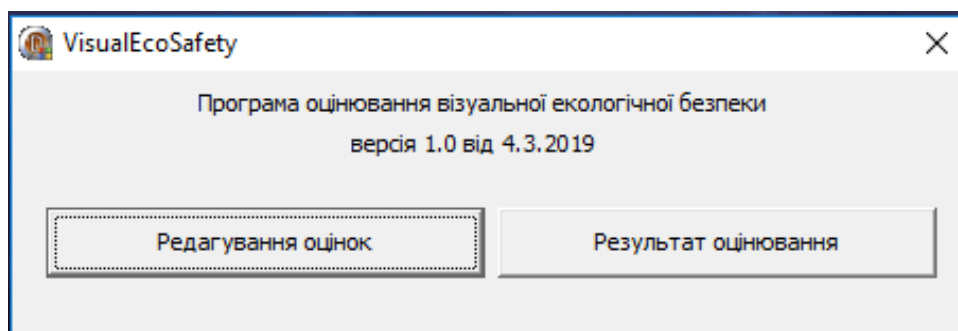 VisualEcoSafety
Програма оцінювання візуальної екологічної безпеки
версія 1.0 від 4.3.2019
Редагування оцінок
Результат оцінювання